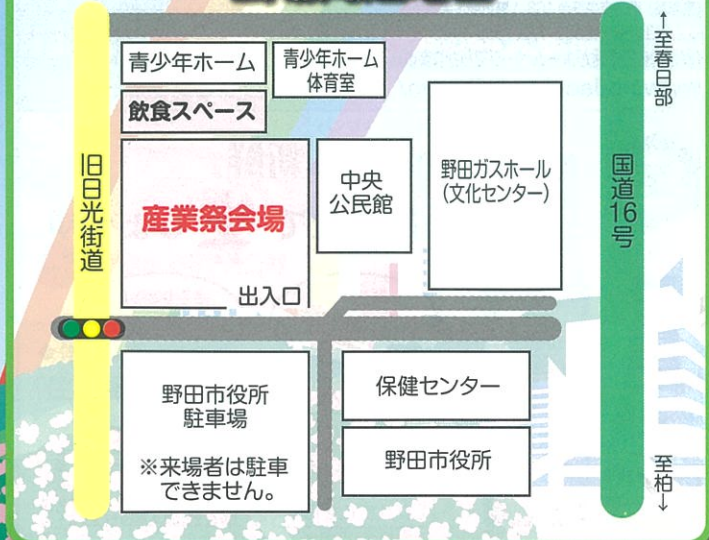 ↑至春日部
青少年ホーム
青少年ホーム
体育室
飲食スペース
旧日光街道
産業祭会場
中央
公民館
野田ガスホール
（文化センター）
国道16号
出入口
野田市役所
駐車場
※来場者は駐車
できません。
保健センター
野田市役所
至柏↓